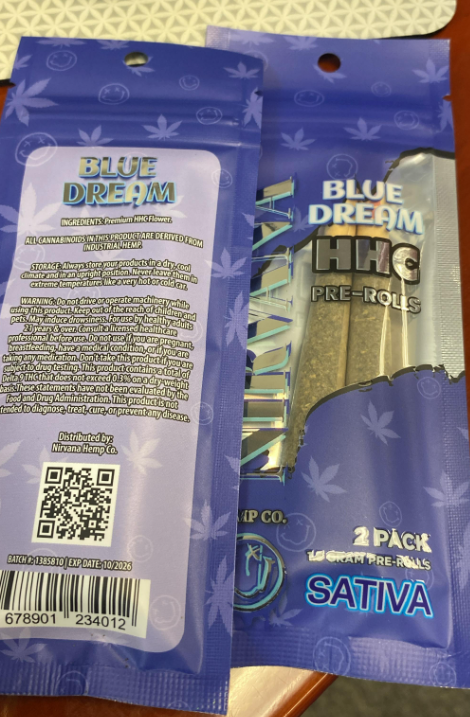 BLUE
DREAM
INGREDIENTS: Premium HHC Flower.
ALL CANNABINOIDS IN THIS PRODUCT ARE DERIVED FROM
INDUSTRIAL HEMP.
STORAGE: Always store your products in a dry, cool
climate and in an upright position. Never leave them in
extreme temperatures like a very hot or cold car.
WARNING: Do not drive or operate machinery while
using this product. Keep out of the reach of children and
pets. May induce drowsiness. For use by healthy adults
21 years & over. Consult a licensed healthcare
professional before use. Do not use if you are pregnant,
breastfeeding, have a medical condition, or if you are
taking any medication. Don't take this product if you are
subject to drug testing. This product contains a total of
Delta 9 THC that does not exceed 0.3% on a dry weight
basis. These statements have not been evaluated by the
Food and Drug Administration. This product is not
tended to diagnose, treat, cure, or prevent any disease.
Distributed by:
Nirvana Hemp Co.
BATCH #: 1385810 | EXP DATE: 10/2026
678901 234012
BLUE
DREAM
HHC
PRE-ROLLS
MP CO.
2 PACK
GRAM PRE-ROLLS
SATIVA